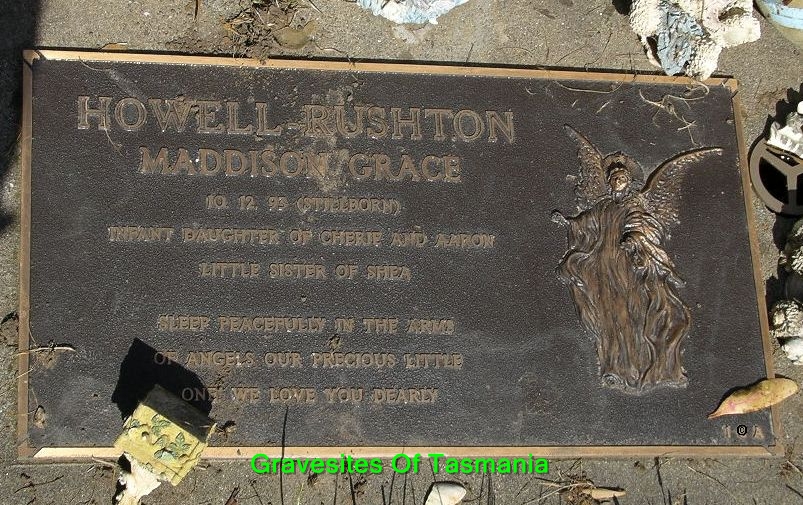 HOWELL-RUSHTON
MADDISON GRACE
10. 12. 95 (STILLBORN)
INFANT DAUGHTER OF CHERIE AND AARON
LITTLE SISTER OF SHEA
SLEEP PEACEFULLY IN THE ARMS
OF ANGELS OUR PRECIOUS LITTLE
ONE. WE LOVE YOU DEARLY
Gravesites Of Tasmania